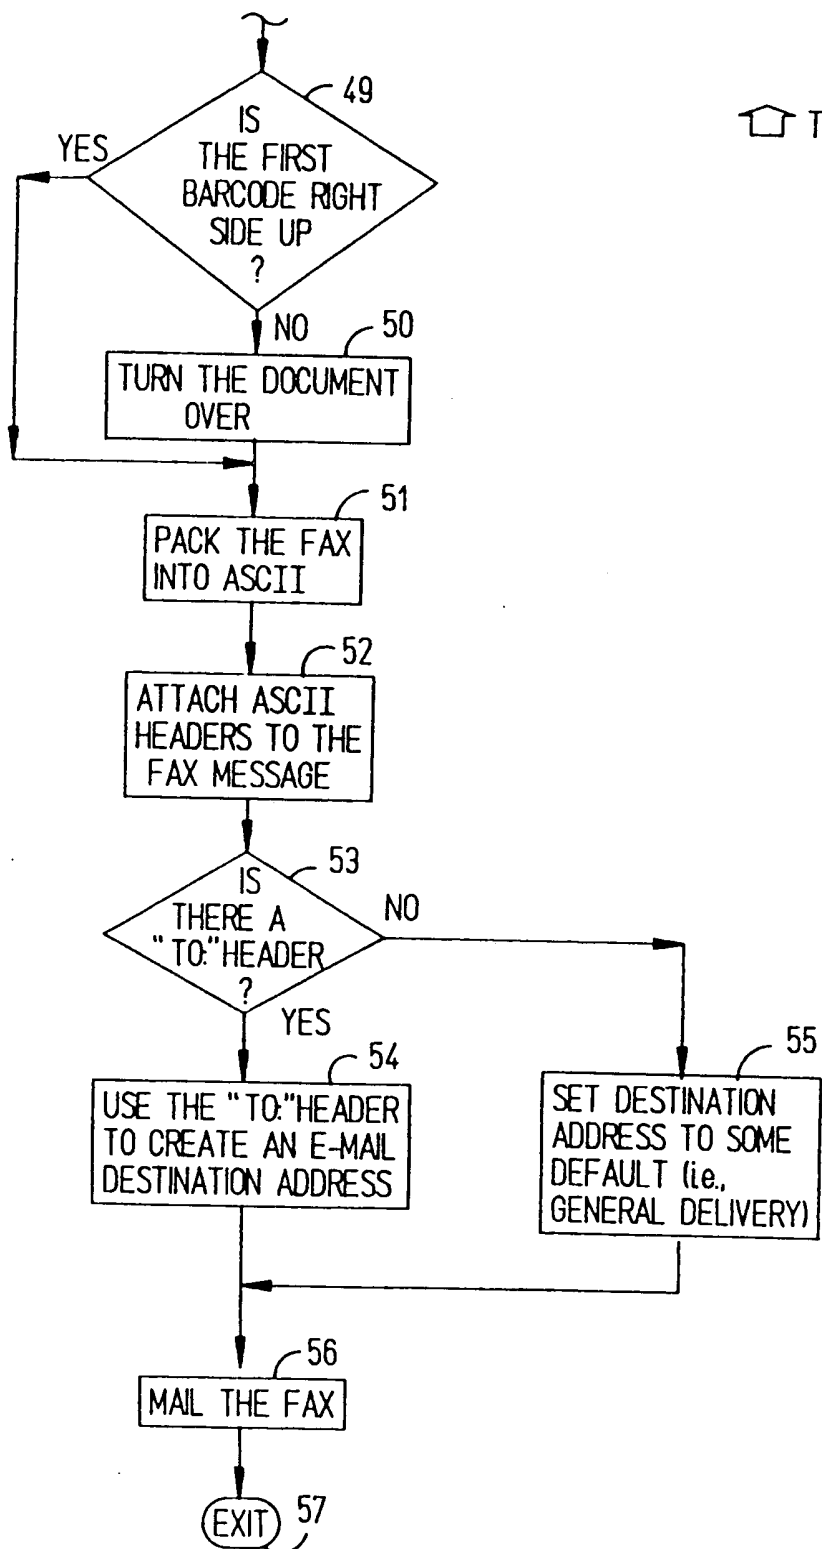 49
IS
THE FIRST
BARCODE RIGHT
SIDE UP
?
YES
T
NO
50
TURN THE DOCUMENT
OVER
51
PACK THE FAX
INTO ASCII
52
ATTACH ASCII
HEADERS TO THE
FAX MESSAGE
53
IS
THERE A
"TO:"HEADER
?
NO
YES
54
USE THE "TO:"HEADER
TO CREATE AN E-MAIL
DESTINATION ADDRESS
55
SET DESTINATION
ADDRESS TO SOME
DEFAULT (i.e.,
GENERAL DELIVERY)
56
MAIL THE FAX
EXIT
57